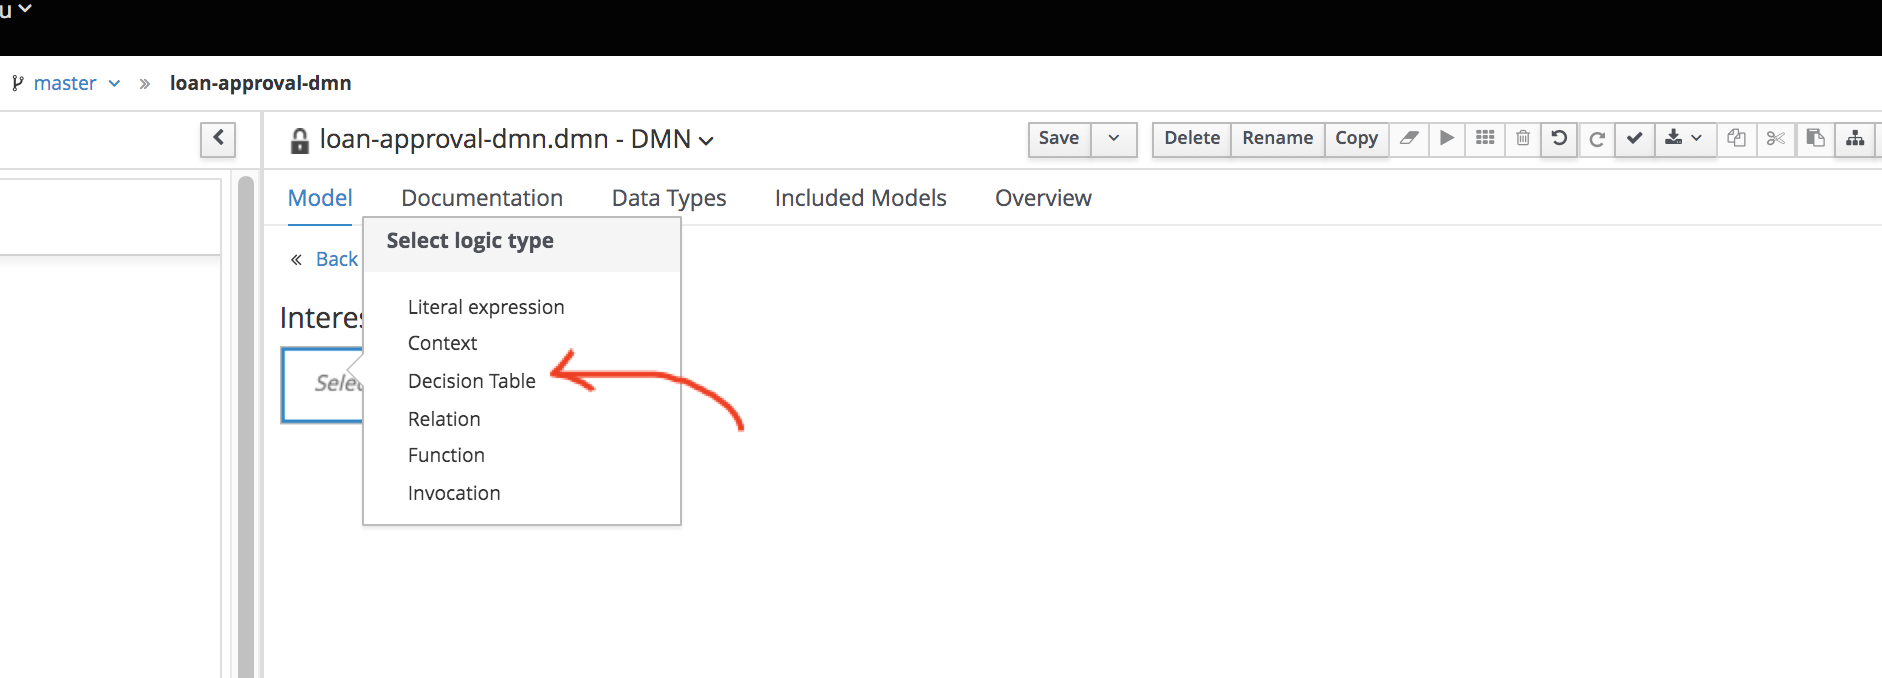 u
master » loan-approval-dmn
loan-approval-dmn.dmn - DMN
Save Delete Rename Copy
Model Documentation Data Types Included Models Overview
Select logic type
« Back
Literal expression
Interes
Context
Selec
Decision Table
Relation
Function
Invocation